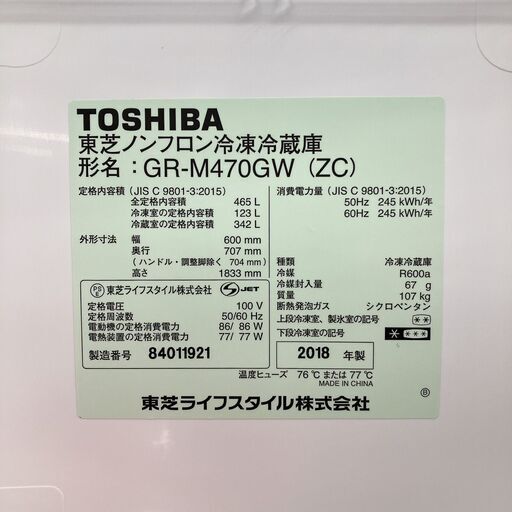 TOSHIBA
東芝ノンフロン冷凍冷蔵庫
形名：GR-M470GW（ZC）
定格内容積（JIS C 9801-3:2015）
全定格内容積 465 L
冷凍室の定格内容積 123 L
冷蔵室の定格内容積 342 L
外形寸法 幅 600 mm
奥行 707 mm
（ハンドル・調整脚除く 704 mm）
高さ 1833 mm
消費電力量（JIS C 9801-3:2015）
50Hz 245 kWh/年
60Hz 245 kWh/年
種類 冷凍冷蔵庫
冷媒 R600a
冷媒封入量 67 g
質量 107 kg
断熱発泡ガス シクロペンタン
上段冷凍室、製氷室の記号 **
下段冷凍室の記号 * ***
PS E 東芝ライフスタイル株式会社 S JET
定格電圧 100 V
定格周波数 50/60 Hz
電動機の定格消費電力 86/ 86 W
電熱装置の定格消費電力 77/ 77 W
製造番号 84011921
2018 年製
温度ヒューズ 76℃または77℃
MADE IN CHINA
B
東芝ライフスタイル株式会社